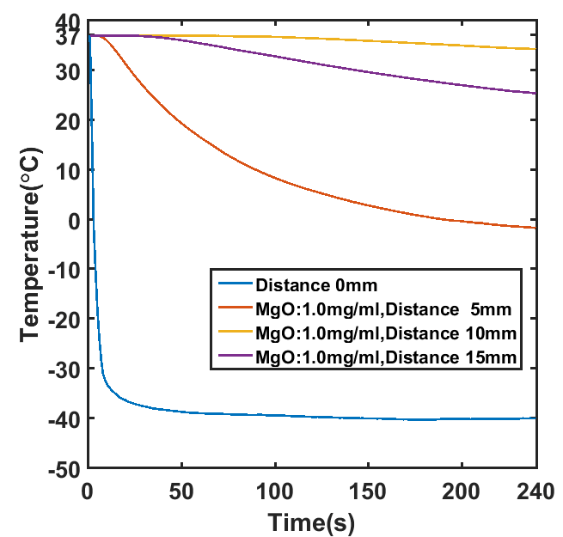 40
37
30
20
10
0
-10
-20
-30
-40
-50
Temperature(°C)
Distance 0mm
MgO:1.0mg/ml,Distance  5mm
MgO:1.0mg/ml,Distance 10mm
MgO:1.0mg/ml,Distance 15mm
0 50 100 150 200 240
Time(s)